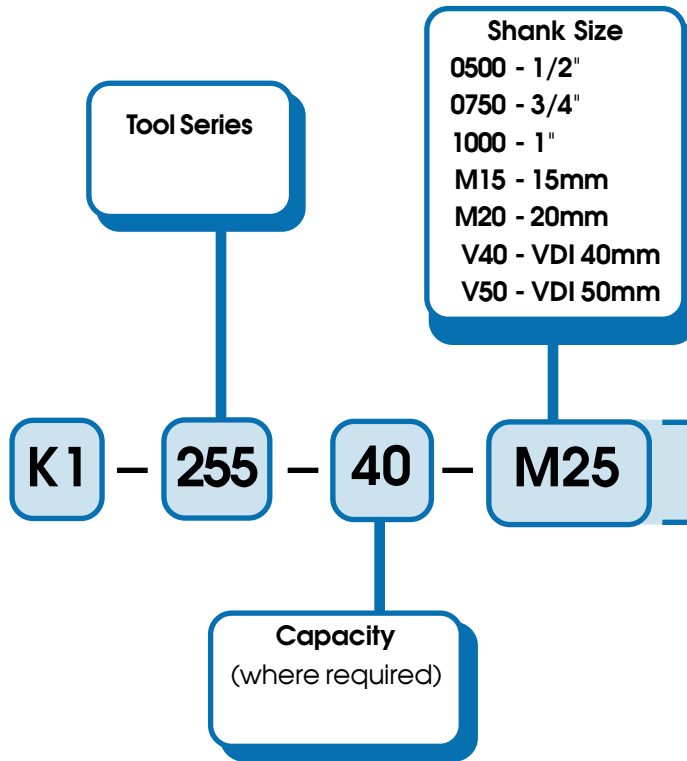 Shank Size
0500 - 1/2"
0750 - 3/4"
1000 - 1"
M15 - 15mm
M20 - 20mm
V40 - VDI 40mm
V50 - VDI 50mm
Tool Series
K1 - 255 - 40 - M25
Capacity
(where required)